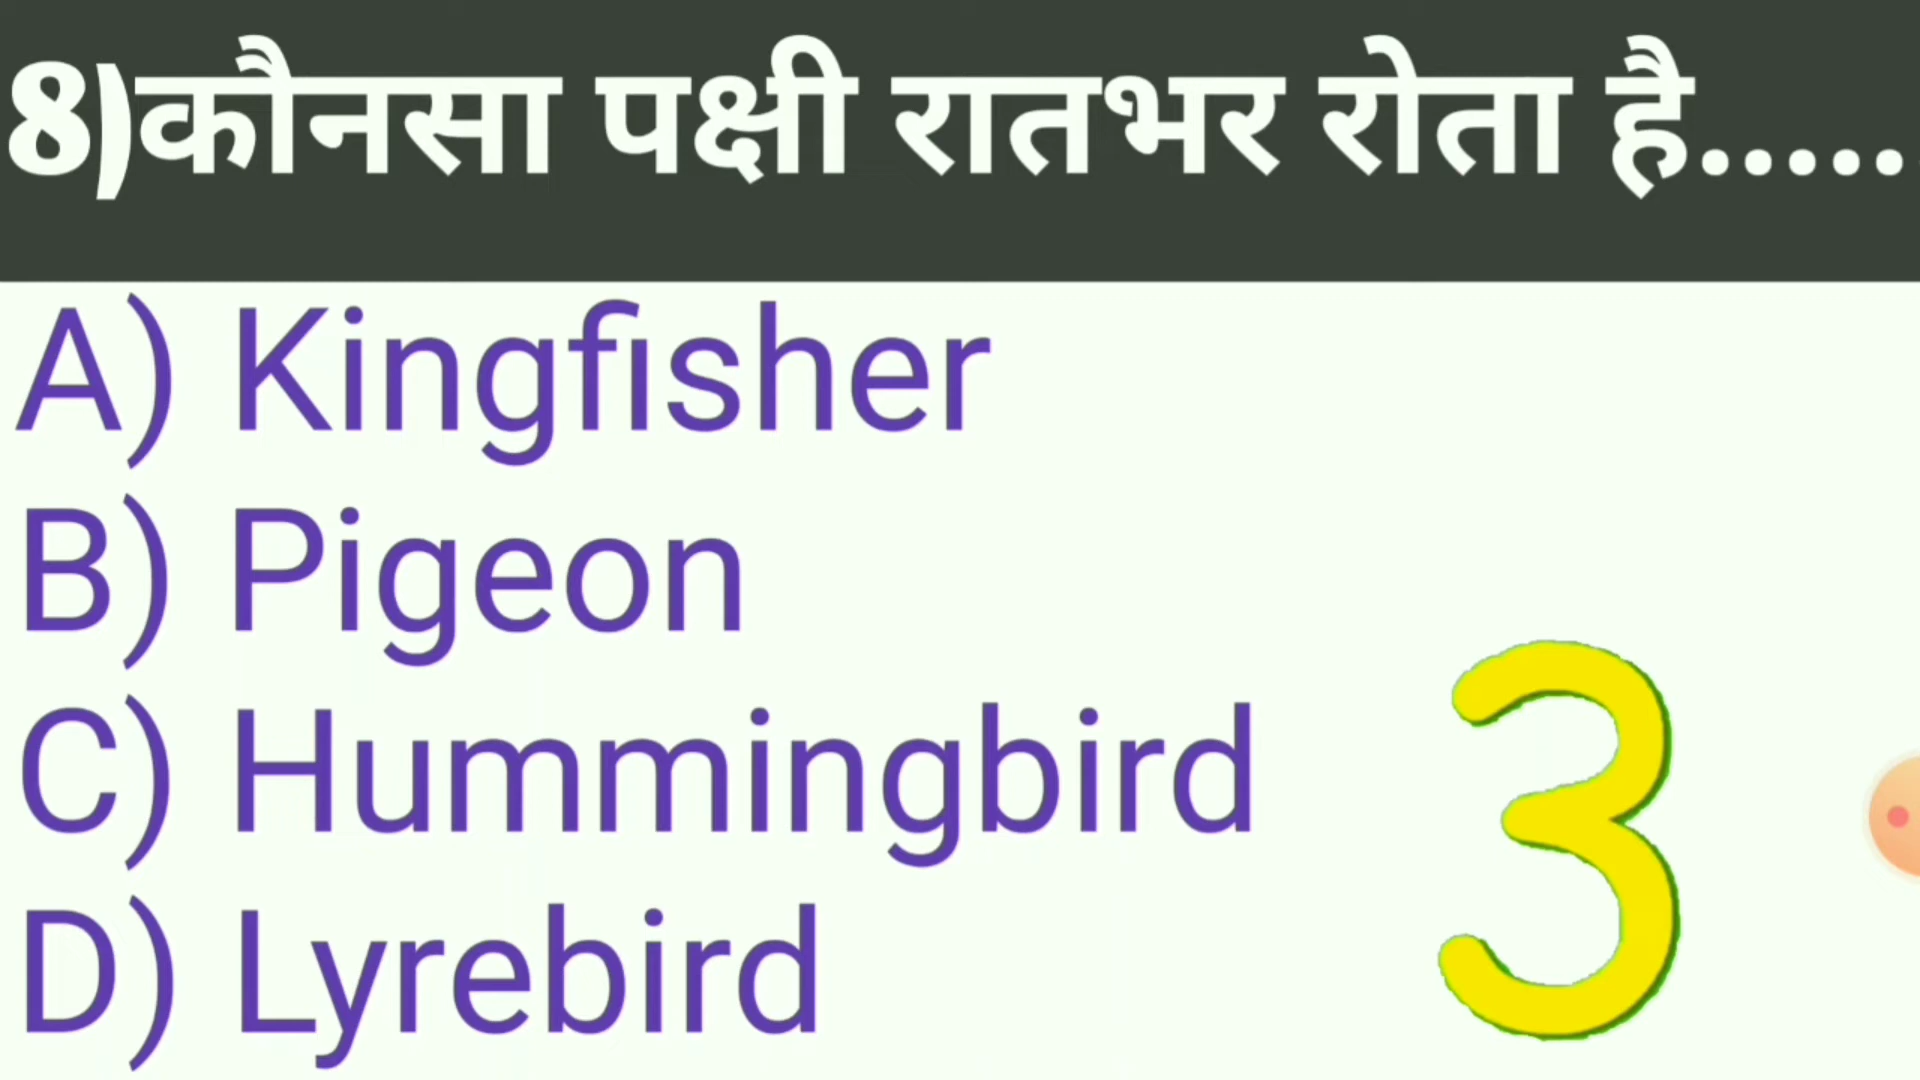 8)कौनसा पक्षी रातभर रोता है.....
A) Kingfisher
B) Pigeon
C) Hummingbird
D) Lyrebird
3